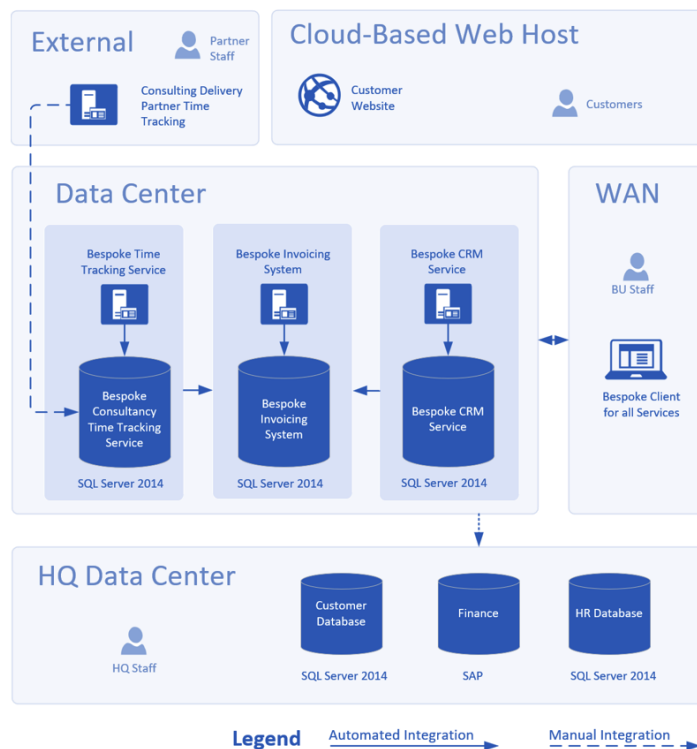 External
Partner
Staff
Consulting Delivery
Partner Time
Tracking
Cloud-Based Web Host
Customer
Website
Customers
Data Center
Bespoke Time
Tracking Service
Bespoke
Consultancy
Time Tracking
Service
SQL Server 2014
Bespoke Invoicing
System
Bespoke
Invoicing
System
SQL Server 2014
Bespoke CRM
Service
Bespoke CRM
Service
SQL Server 2014
WAN
BU Staff
Bespoke Client
for all Services
HQ Data Center
HQ Staff
Customer
Database
SQL Server 2014
Finance
SAP
HR Database
SQL Server 2014
Legend
Automated Integration
Manual Integration